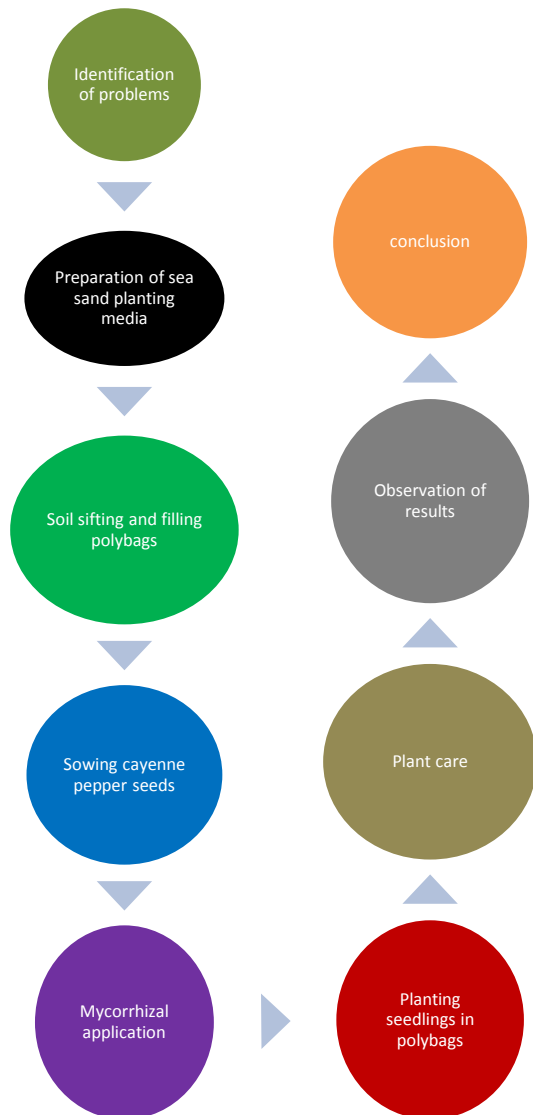 Identification
of problems
Preparation of sea
sand planting
media
Soil sifting and filling
polybags
Sowing cayenne
pepper seeds
Mycorrhizal
application
Planting
seedlings in
polybags
Plant care
Observation of
results
conclusion